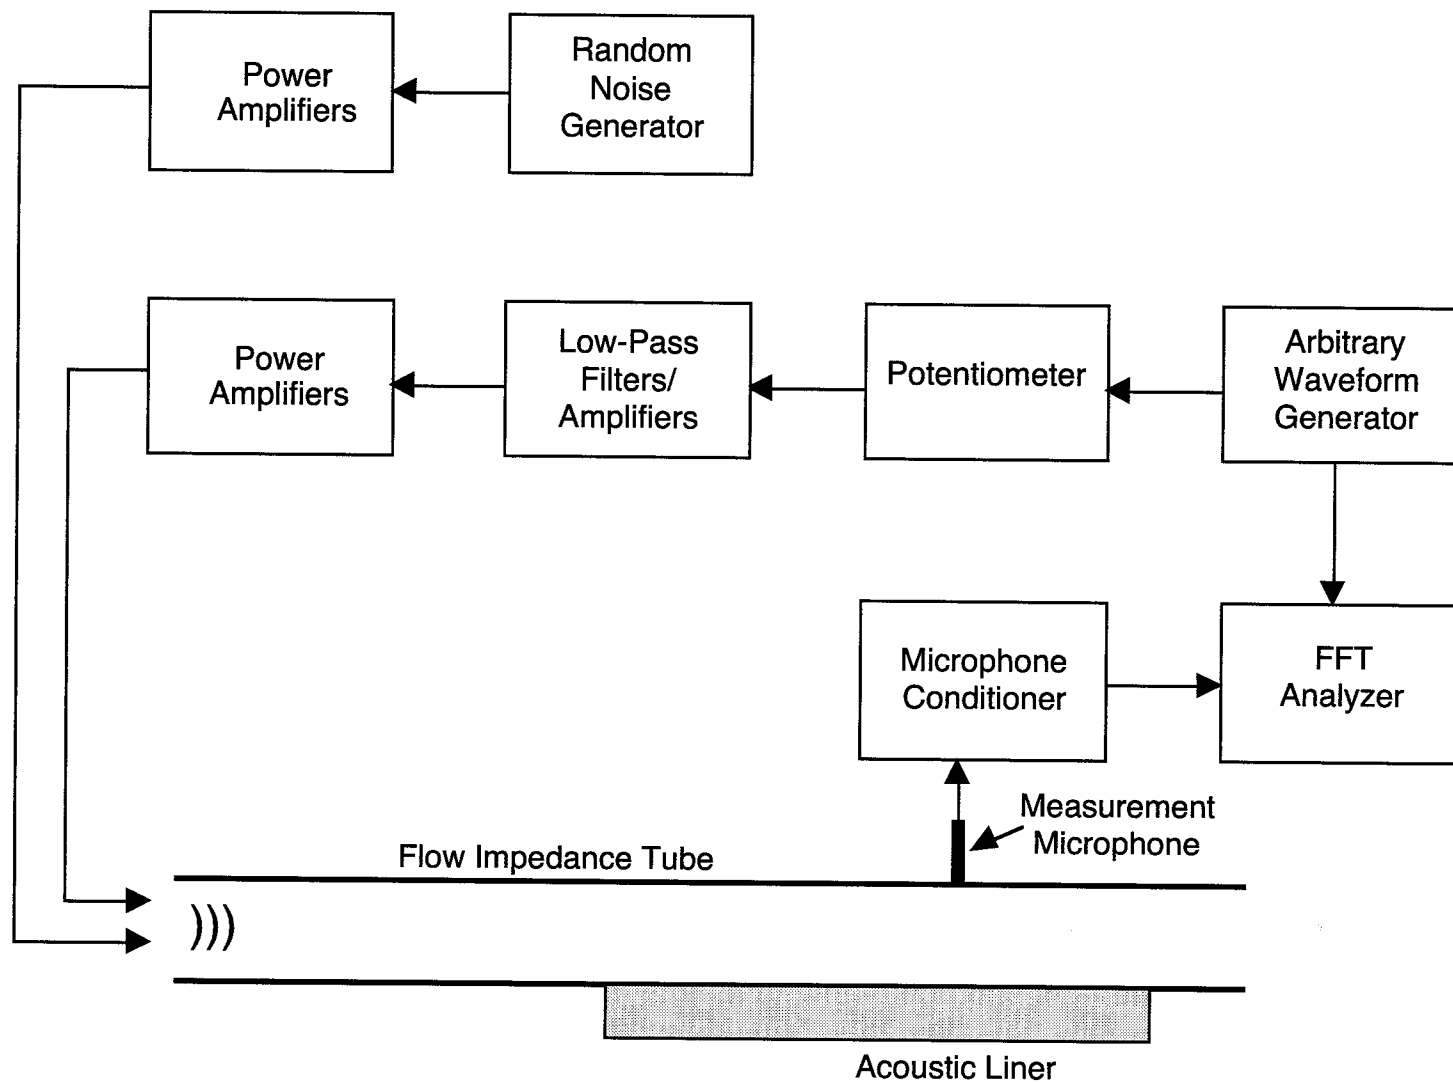 Power
Amplifiers
Random
Noise
Generator
Power
Amplifiers
Low-Pass
Filters/
Amplifiers
Potentiometer
Arbitrary
Waveform
Generator
Microphone
Conditioner
FFT
Analyzer
Measurement
Microphone
Flow Impedance Tube
)))
Acoustic Liner